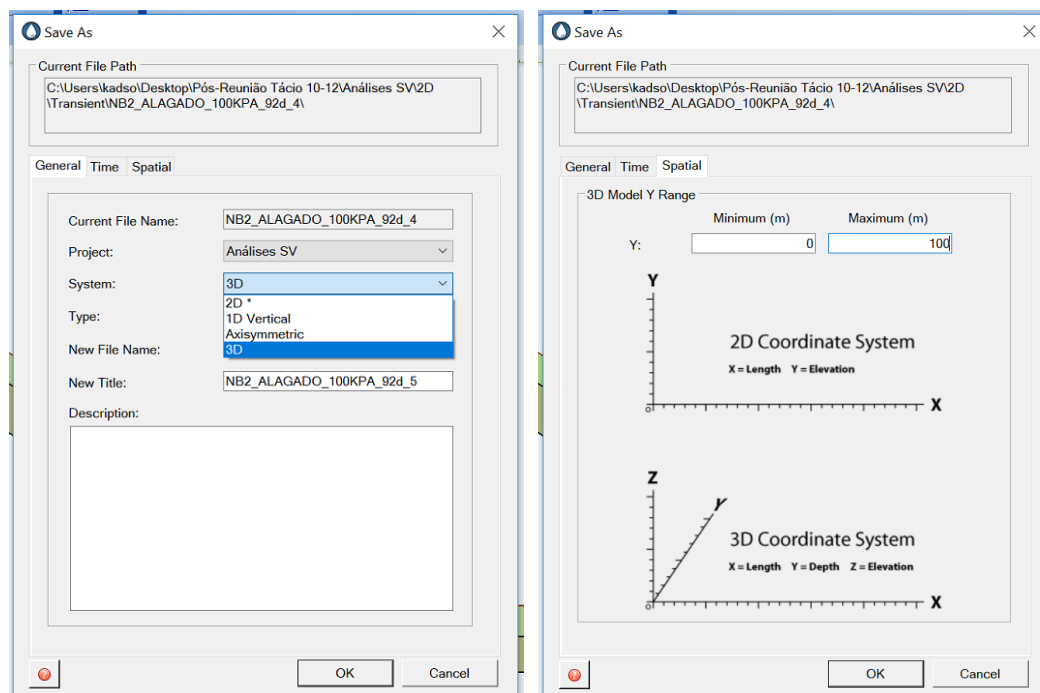 Save As
Current File Path
C:\Users\kadso\Desktop\Pós-Reunião Tácio 10-12\Análises SV\2D
\Transient\NB2_ALAGADO_100KPA_92d_4\
General Time Spatial
Current File Name: NB2_ALAGADO_100KPA_92d_4
Project: Análises SV
System: 3D
2D *
Type:
1D Vertical
Axisymmetric
New File Name:
3D
New Title: NB2_ALAGADO_100KPA_92d_5
Description:
OK Cancel
Save As
Current File Path
C:\Users\kadso\Desktop\Pós-Reunião Tácio 10-12\Análises SV\2D
\Transient\NB2_ALAGADO_100KPA_92d_4\
General Time Spatial
3D Model Y Range
Minimum (m) Maximum (m)
Y: 0 100
Y
2D Coordinate System
X = Length Y = Elevation
0 X
Z
Y
3D Coordinate System
X = Length Y = Depth Z = Elevation
0 X
OK Cancel